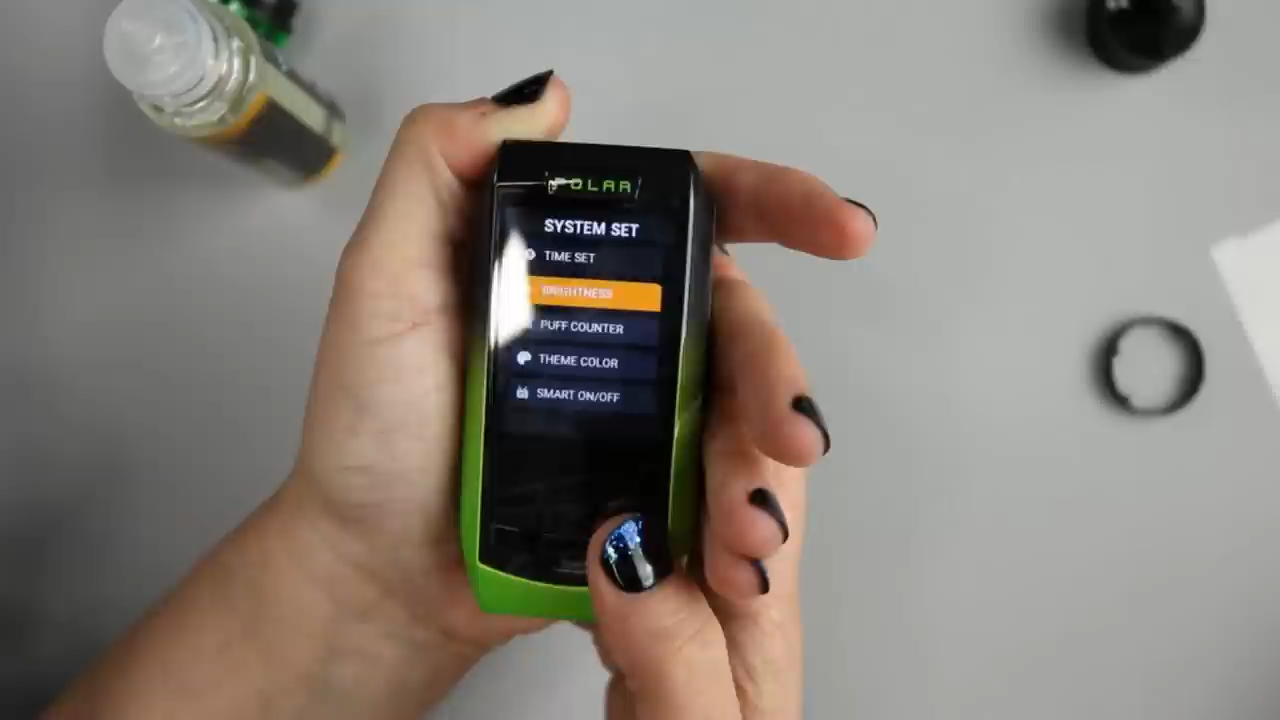 POLAR
SYSTEM SET
TIME SET
BRIGHTNESS
PUFF COUNTER
THEME COLOR
SMART ON/OFF